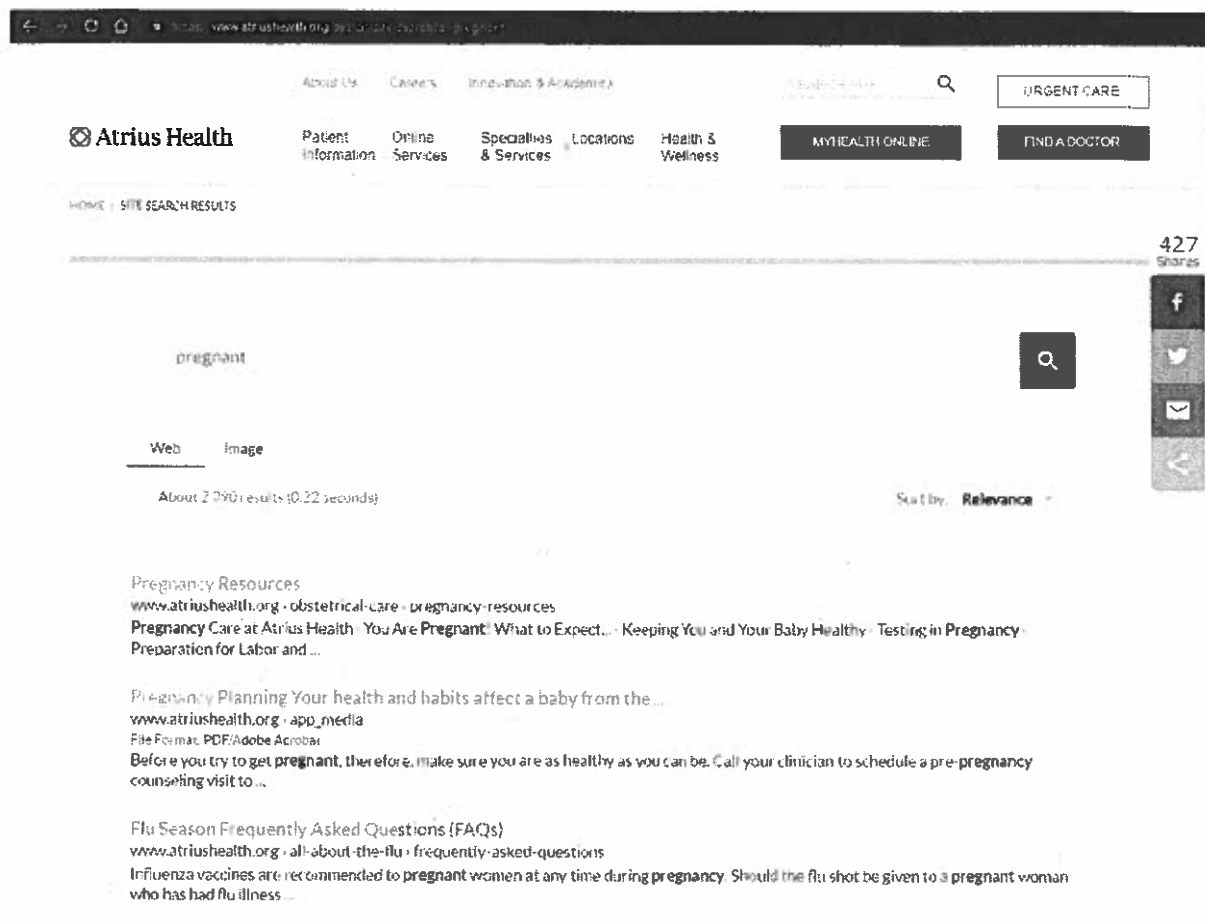 www.atriushealth.org
About Us Careers Innovation & Academics
URGENT CARE
Atrius Health
Patient Information
Online Services
Specialties & Services
Locations
Health & Wellness
MYHEALTH ONLINE
FIND A DOCTOR
HOME SITE SEARCH RESULTS
427
Shares
pregnant
Web Image
About results (0.22 seconds)
Sort by: Relevance
Pregnancy Resources
www.atriushealth.org › obstetrical-care › pregnancy-resources
Pregnancy Care at Atrius Health · You Are Pregnant! What to Expect... · Keeping You and Your Baby Healthy · Testing in Pregnancy ·
Preparation for Labor and ...
Pregnancy Planning Your health and habits affect a baby from the ...
www.atriushealth.org › app_media
File Format: PDF/Adobe Acrobat
Before you try to get pregnant, therefore, make sure you are as healthy as you can be. Call your clinician to schedule a pre-pregnancy
counseling visit to ...
Flu Season Frequently Asked Questions (FAQs)
www.atriushealth.org › all-about-the-flu › frequently-asked-questions
Influenza vaccines are recommended to pregnant women at any time during pregnancy. Should the flu shot be given to a pregnant woman
who has had flu illness ...